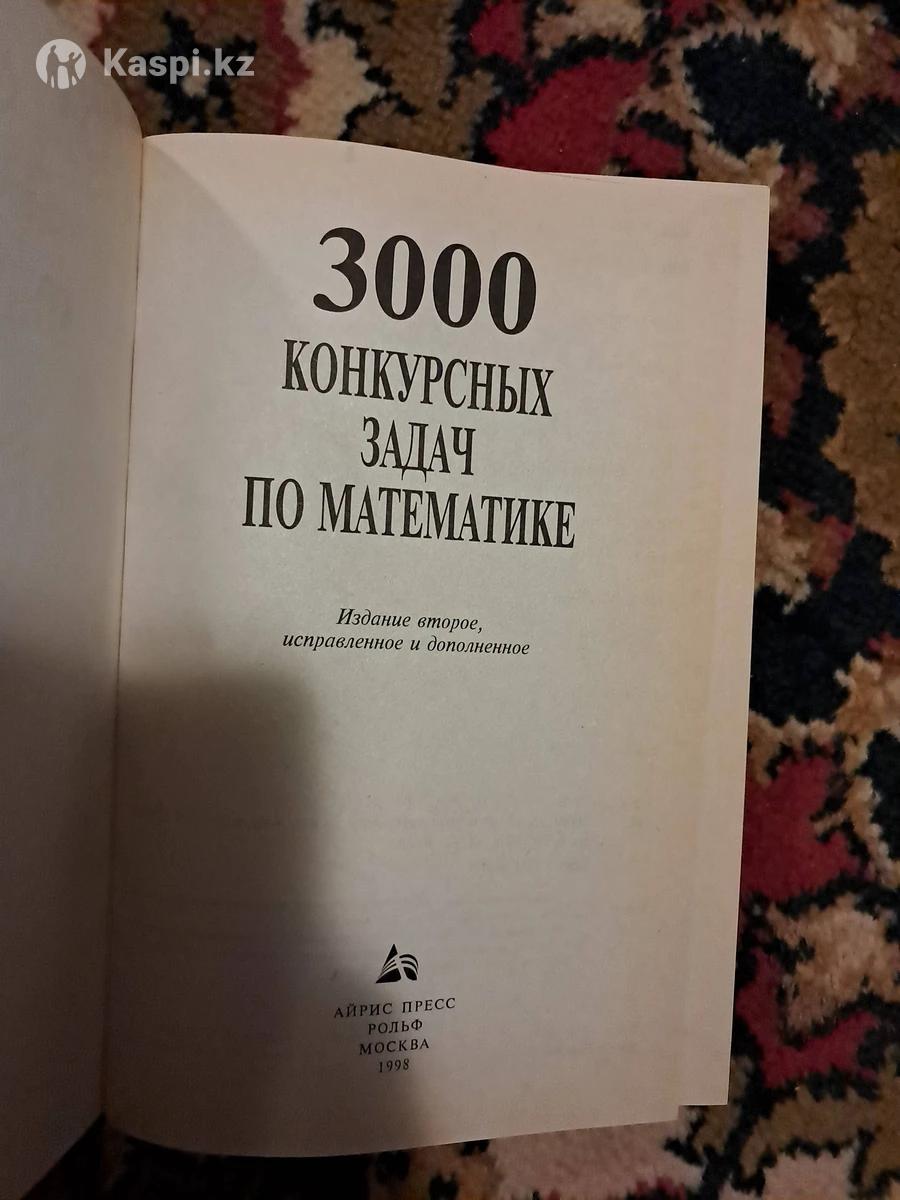 Kaspi.kz
3000
КОНКУРСНЫХ
ЗАДАЧ
ПО МАТЕМАТИКЕ
Издание второе,
исправленное и дополненное
АЙРИС ПРЕСС
РОЛЬФ
МОСКВА
1998